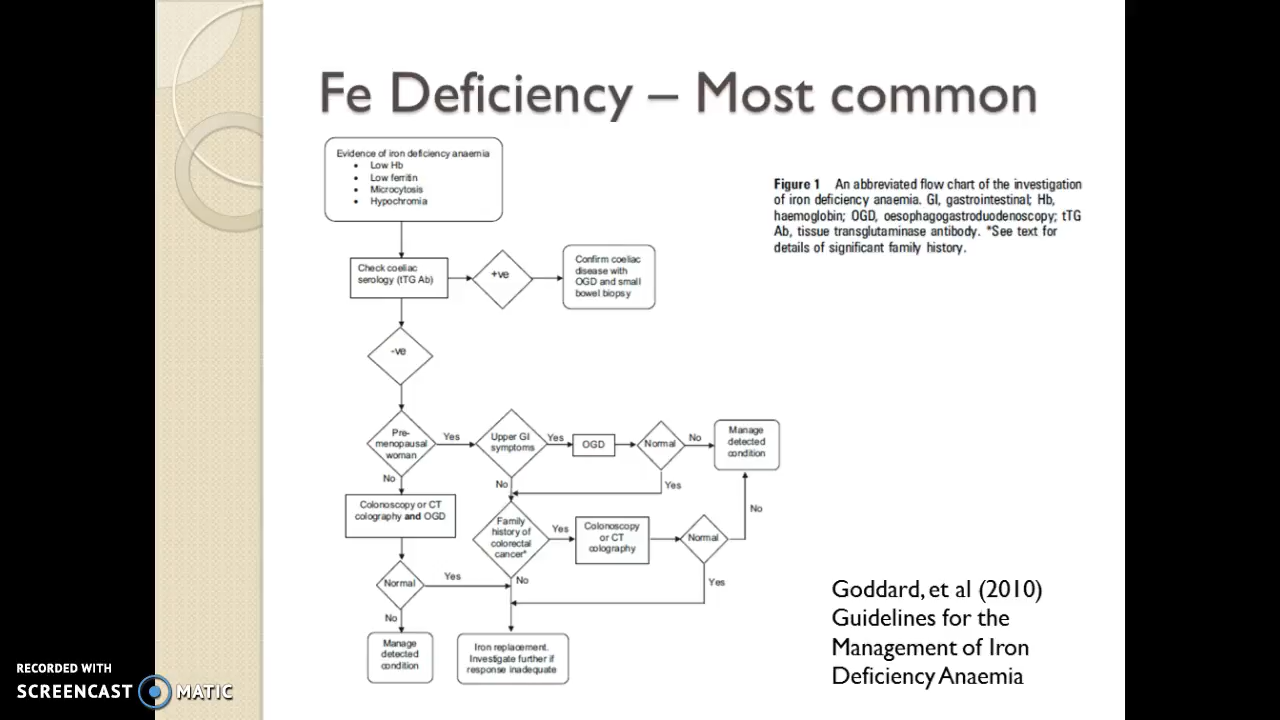 Fe Deficiency – Most common
Evidence of iron deficiency anaemia
• Low Hb
• Low ferritin
• Microcytosis
• Hypochromia
Figure 1 An abbreviated flow chart of the investigation
of iron deficiency anaemia. GI, gastrointestinal; Hb,
haemoglobin; OGD, oesophagogastroduodenoscopy; tTG
Ab, tissue transglutaminase antibody. *See text for
details of significant family history.
Check coeliac
serology (tTG Ab)
+ve
Confirm coeliac
disease with
OGD and small
bowel biopsy
-ve
Pre-
menopausal
woman
Yes
Upper GI
symptoms
Yes
OGD
Normal
No
Manage
detected
condition
No
No
Yes
Colonoscopy or CT
colography and OGD
Family
history of
colorectal
cancer*
Yes
Colonoscopy
or CT
colography
Normal
No
Normal
Yes
No
Yes
No
Manage
detected
condition
Iron replacement.
Investigate further if
response inadequate
Goddard, et al (2010)
Guidelines for the
Management of Iron
Deficiency Anaemia
RECORDED WITH
SCREENCAST MATIC